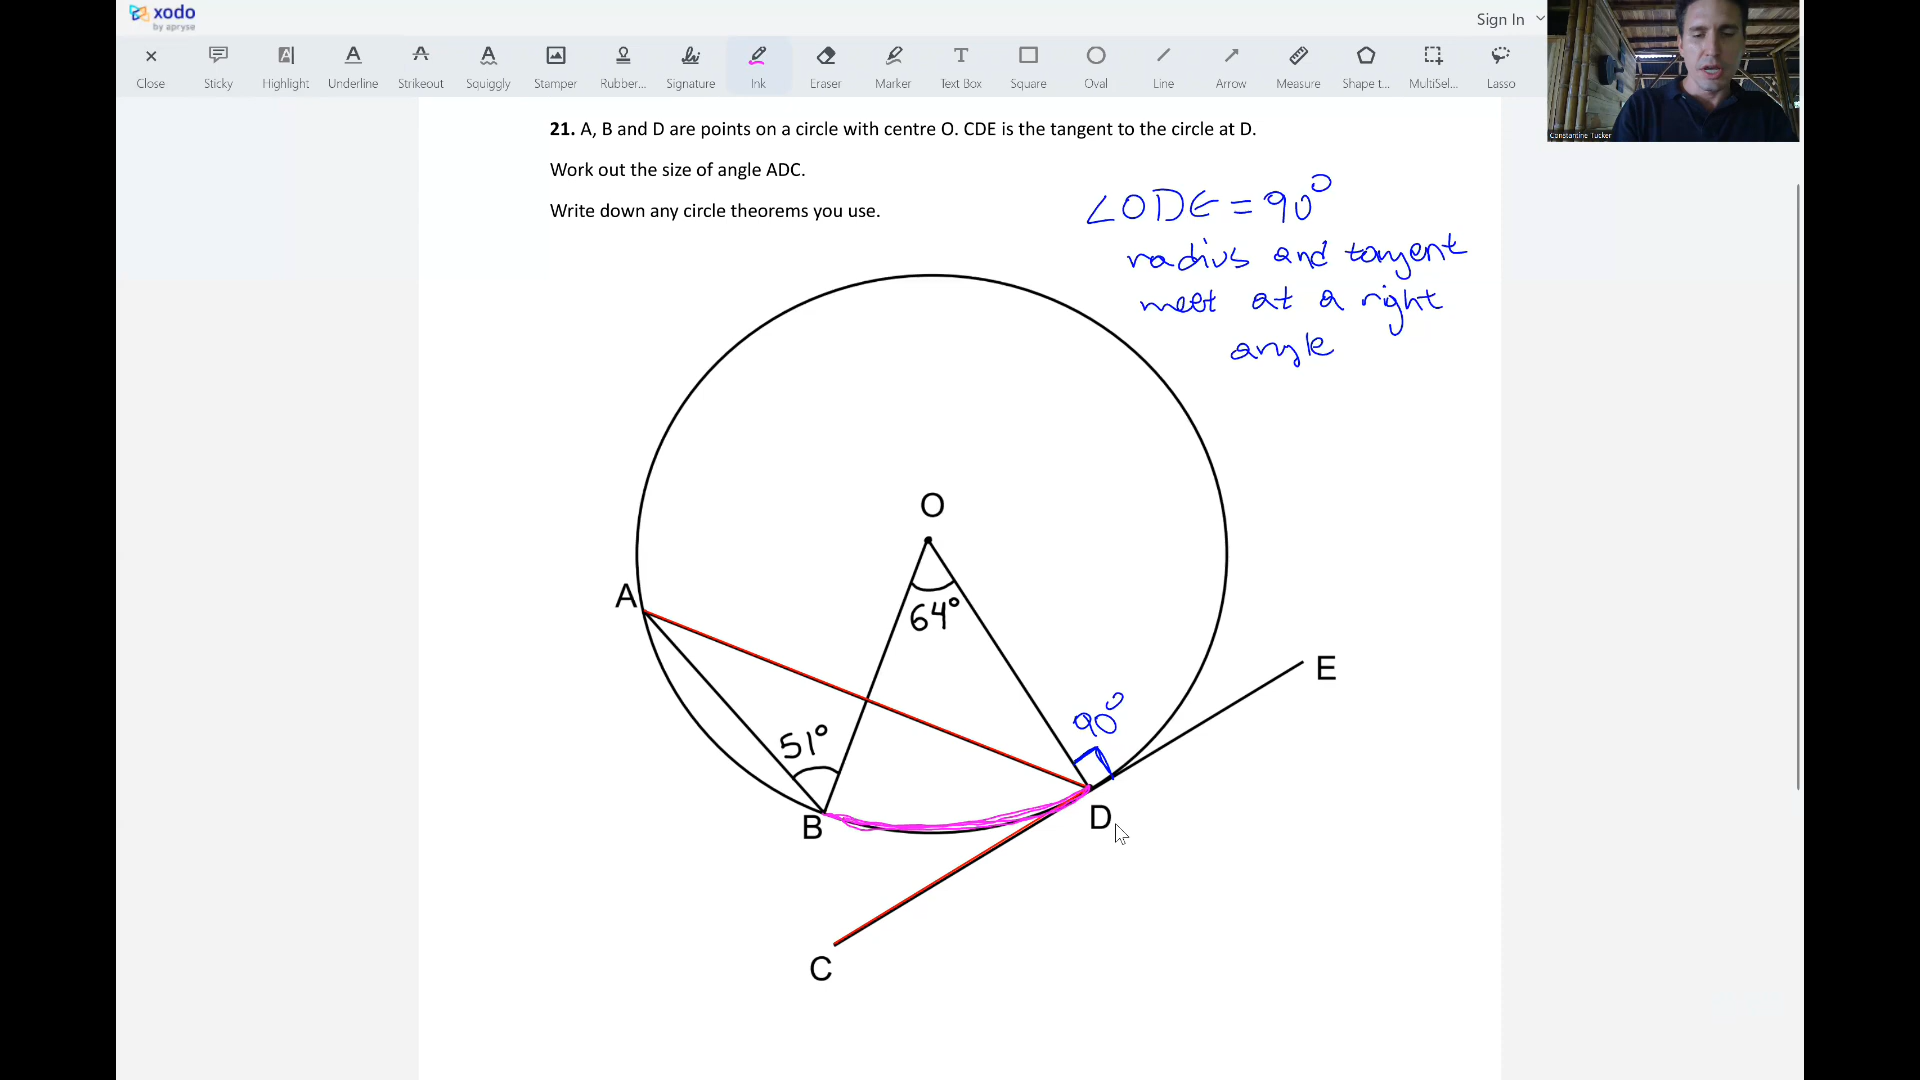 xodo
by apryse
Sign In
Close
Sticky
Highlight
Underline
Strikeout
Squiggly
Stamper
Rubber...
Signature
Ink
Eraser
Marker
Text Box
Square
Oval
Line
Arrow
Measure
Shape t...
MultiSel...
Lasso
Constantine Tucker
21. A, B and D are points on a circle with centre O. CDE is the tangent to the circle at D.
Work out the size of angle ADC.
Write down any circle theorems you use.
∠ODE = 90°
radius and tangent
meet at a right
angle
O
64°
A
E
90°
51°
D
B
C